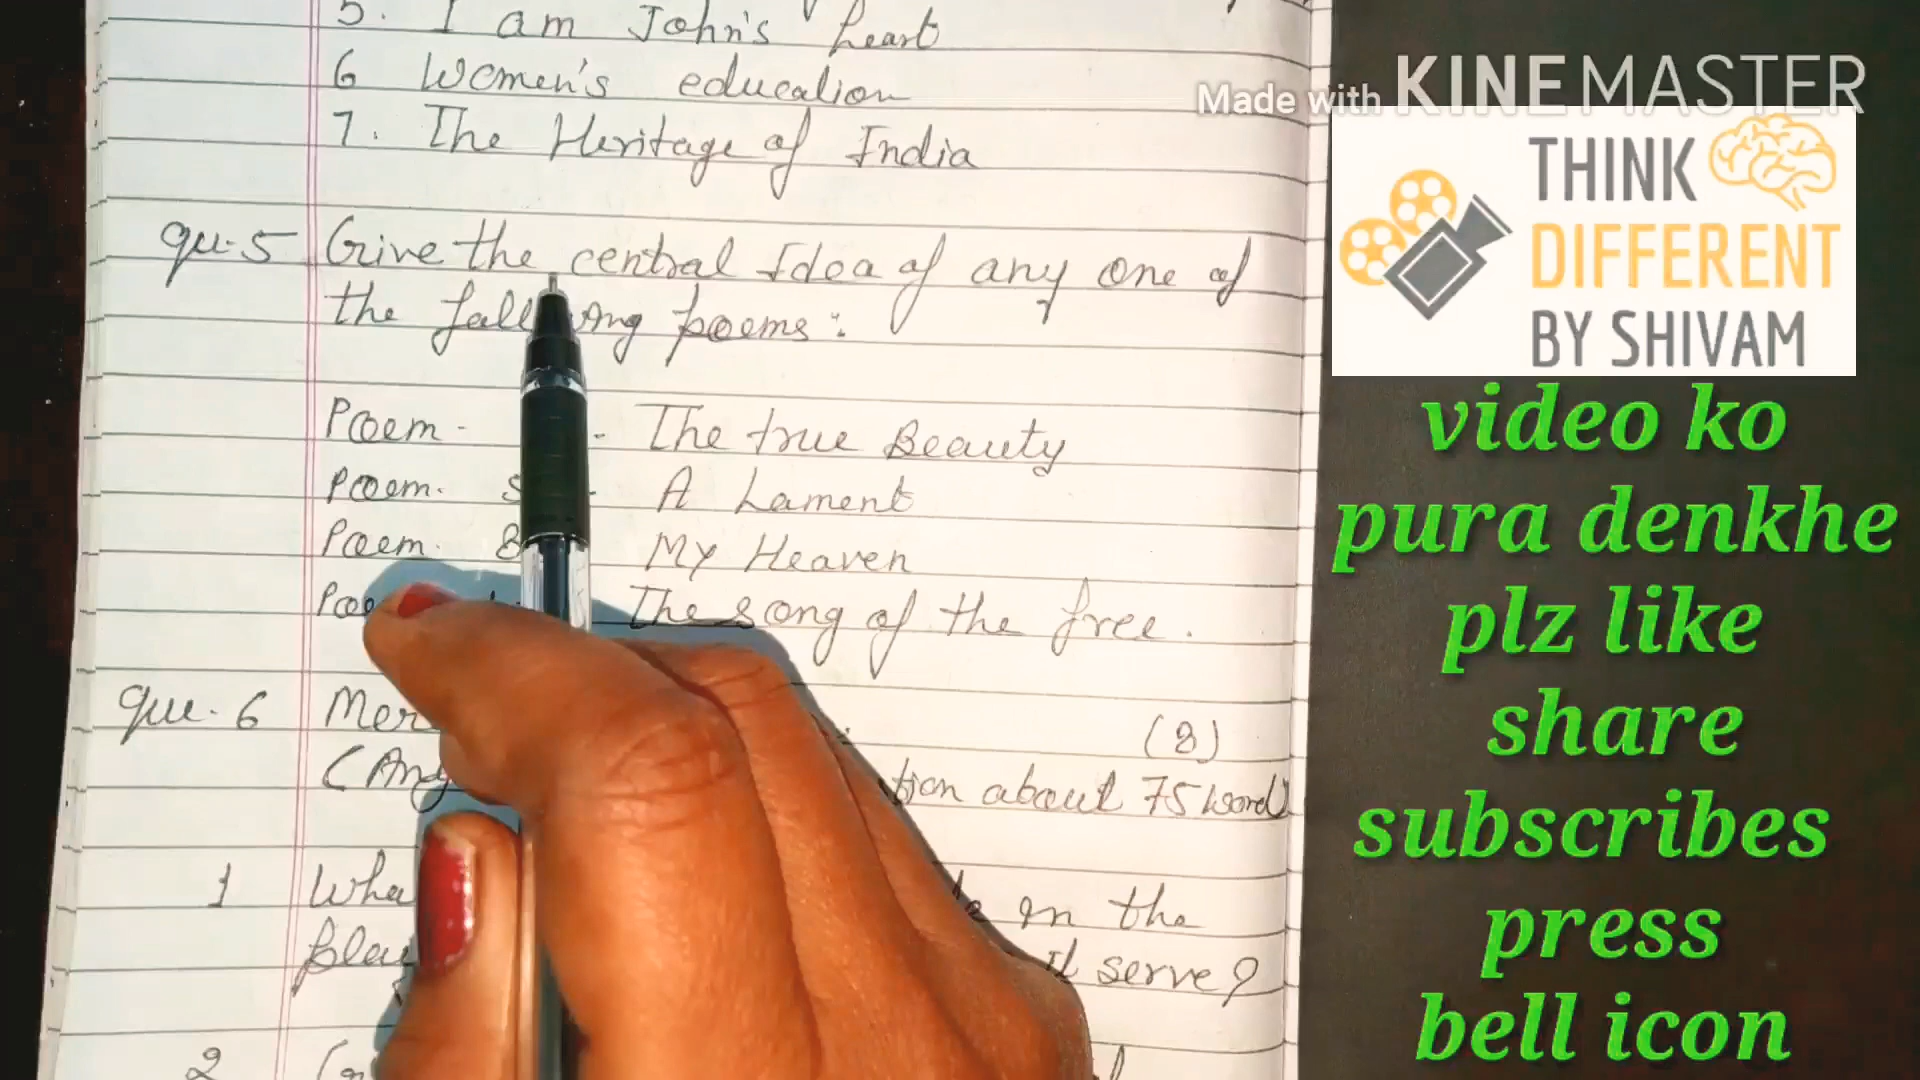 5. I am John's heart
6 Women's education
7. The Heritage of India
qu-5 Give the central Idea of any one of
the poems:
Poem - - The true Beauty
Poem. - A Lament
Poem. 8 My Heaven
The song of the free.
que. 6 (8)
about 75 word
1 in the
serve?
2
Made with KINEMASTER
THINK
DIFFERENT
BY SHIVAM
video ko
pura denkhe
plz like
share
subscribes
press
bell icon